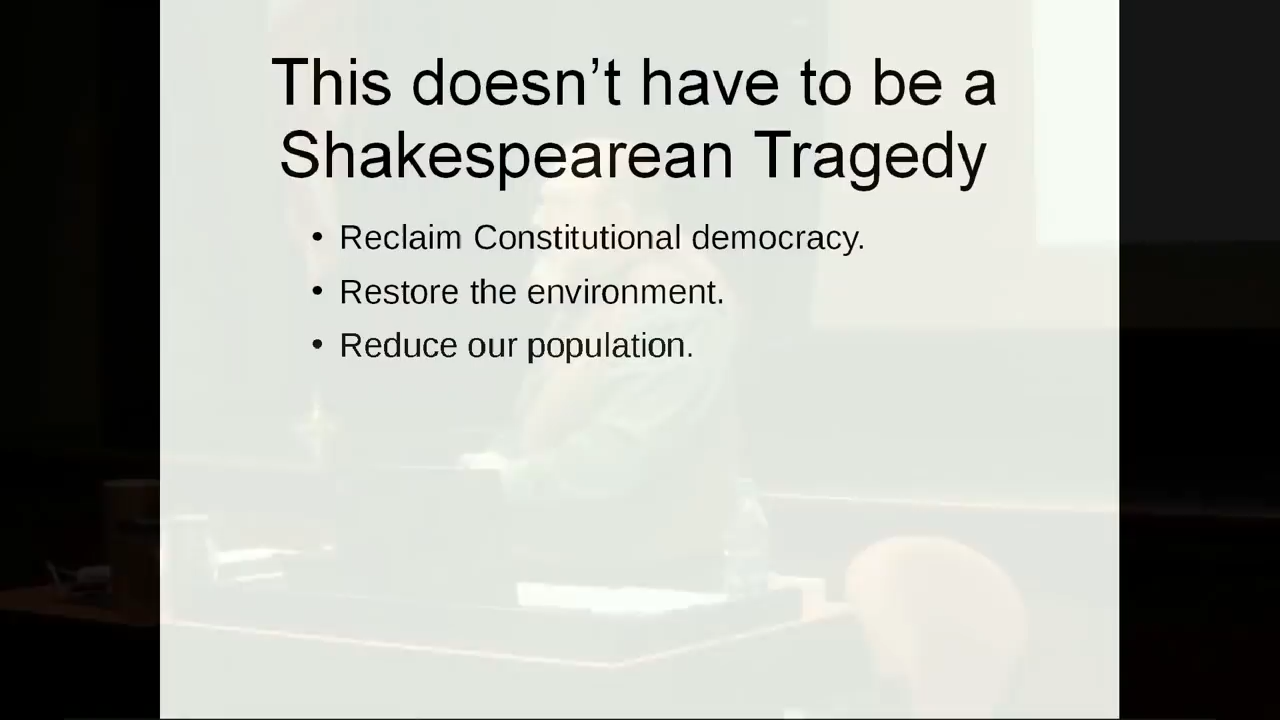 This doesn’t have to be a
Shakespearean Tragedy
• Reclaim Constitutional democracy.
• Restore the environment.
• Reduce our population.